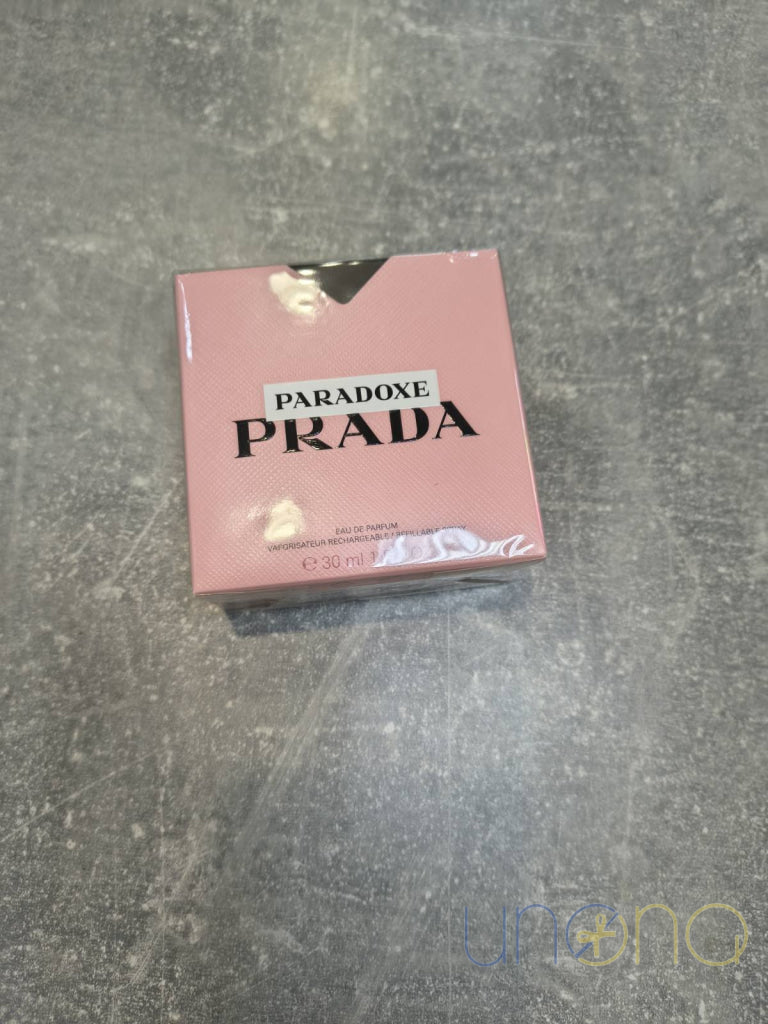 PARADOXE
PRADA
EAU DE PARFUM
VAPORISATEUR RECHARGEABLE / REFILLABLE SPRAY
℮ 30 ml
unona